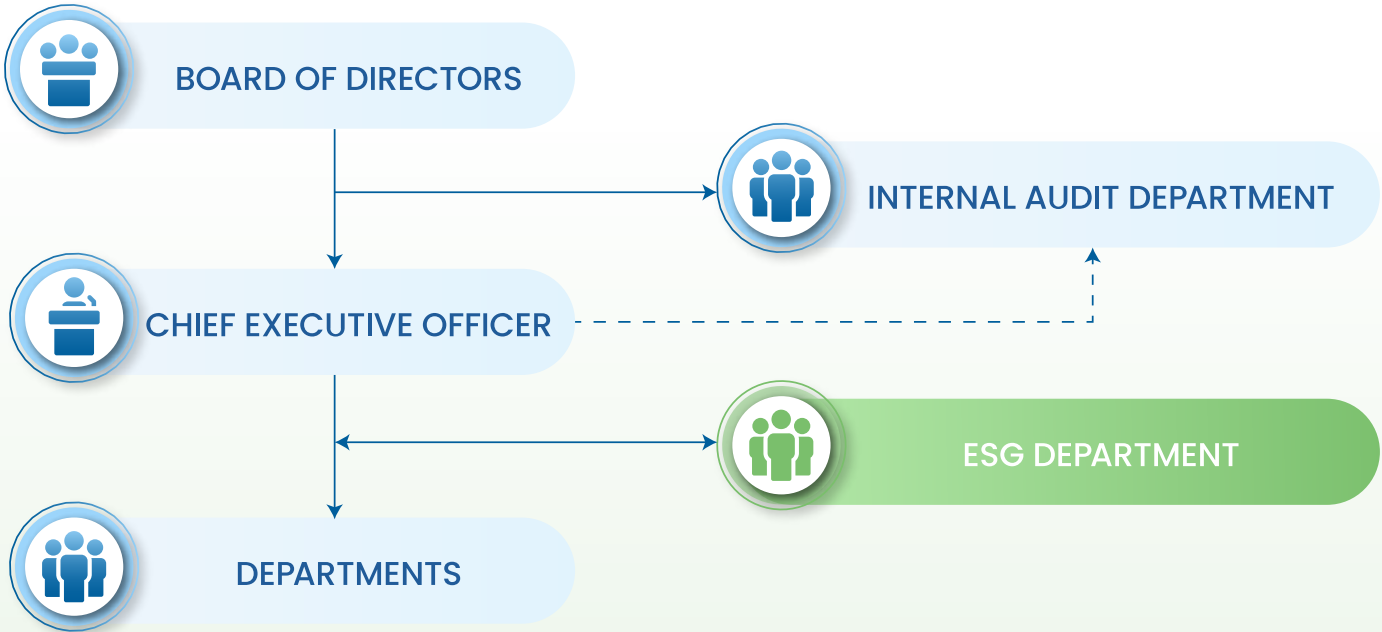 BOARD OF DIRECTORS
INTERNAL AUDIT DEPARTMENT
CHIEF EXECUTIVE OFFICER
ESG DEPARTMENT
DEPARTMENTS